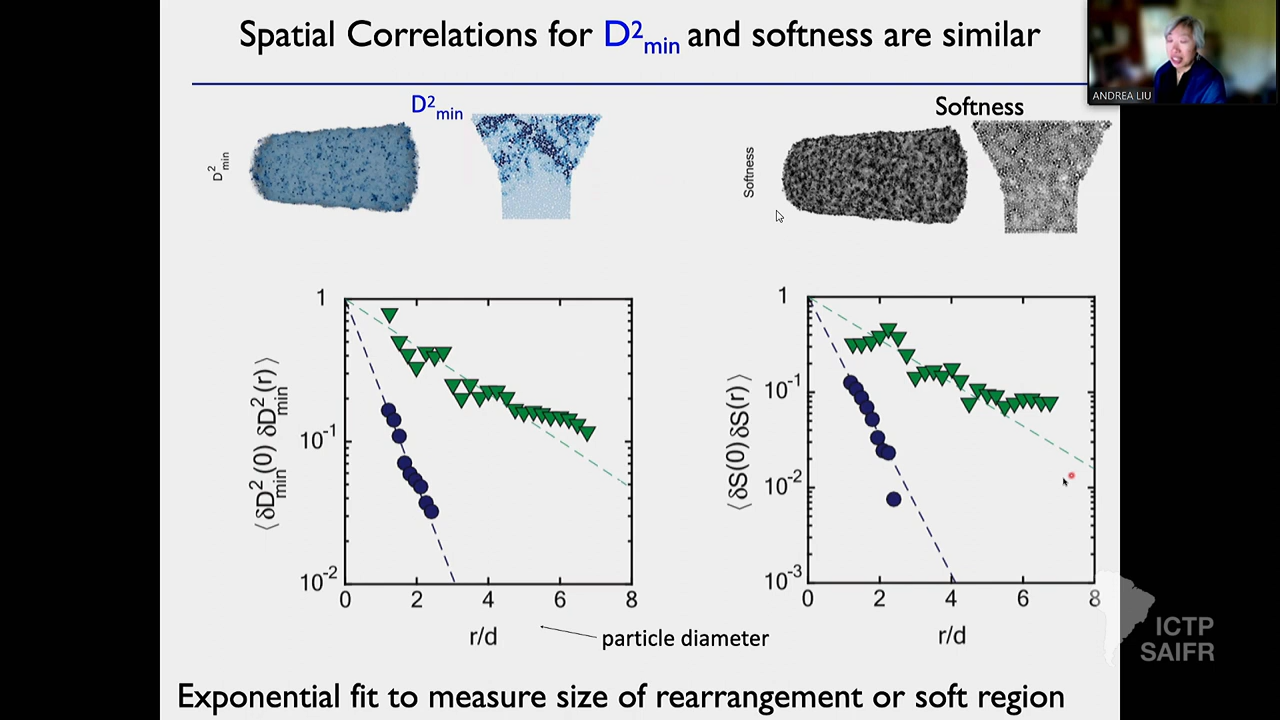 Spatial Correlations for D²min and softness are similar
ANDREA LIU
D²min
Softness
D²min
Softness
1
10⁻¹
10⁻²
⟨δD²min(0) δD²min(r)⟩
0 2 4 6 8
r/d
particle diameter
1
10⁻¹
10⁻²
10⁻³
⟨δS(0) δS(r)⟩
0 2 4 6 8
r/d
ICTP
SAIFR
Exponential fit to measure size of rearrangement or soft region